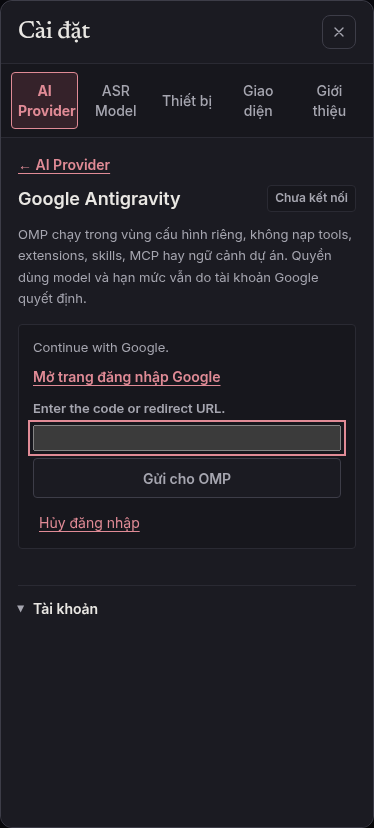 Cài đặt
AI
Provider
ASR
Model
Thiết bị
Giao
diện
Giới
thiệu
← AI Provider
Google Antigravity
Chưa kết nối
OMP chạy trong vùng cấu hình riêng, không nạp tools,
extensions, skills, MCP hay ngữ cảnh dự án. Quyền
dùng model và hạn mức vẫn do tài khoản Google
quyết định.
Continue with Google.
Mở trang đăng nhập Google
Enter the code or redirect URL.
Gửi cho OMP
Hủy đăng nhập
▼ Tài khoản